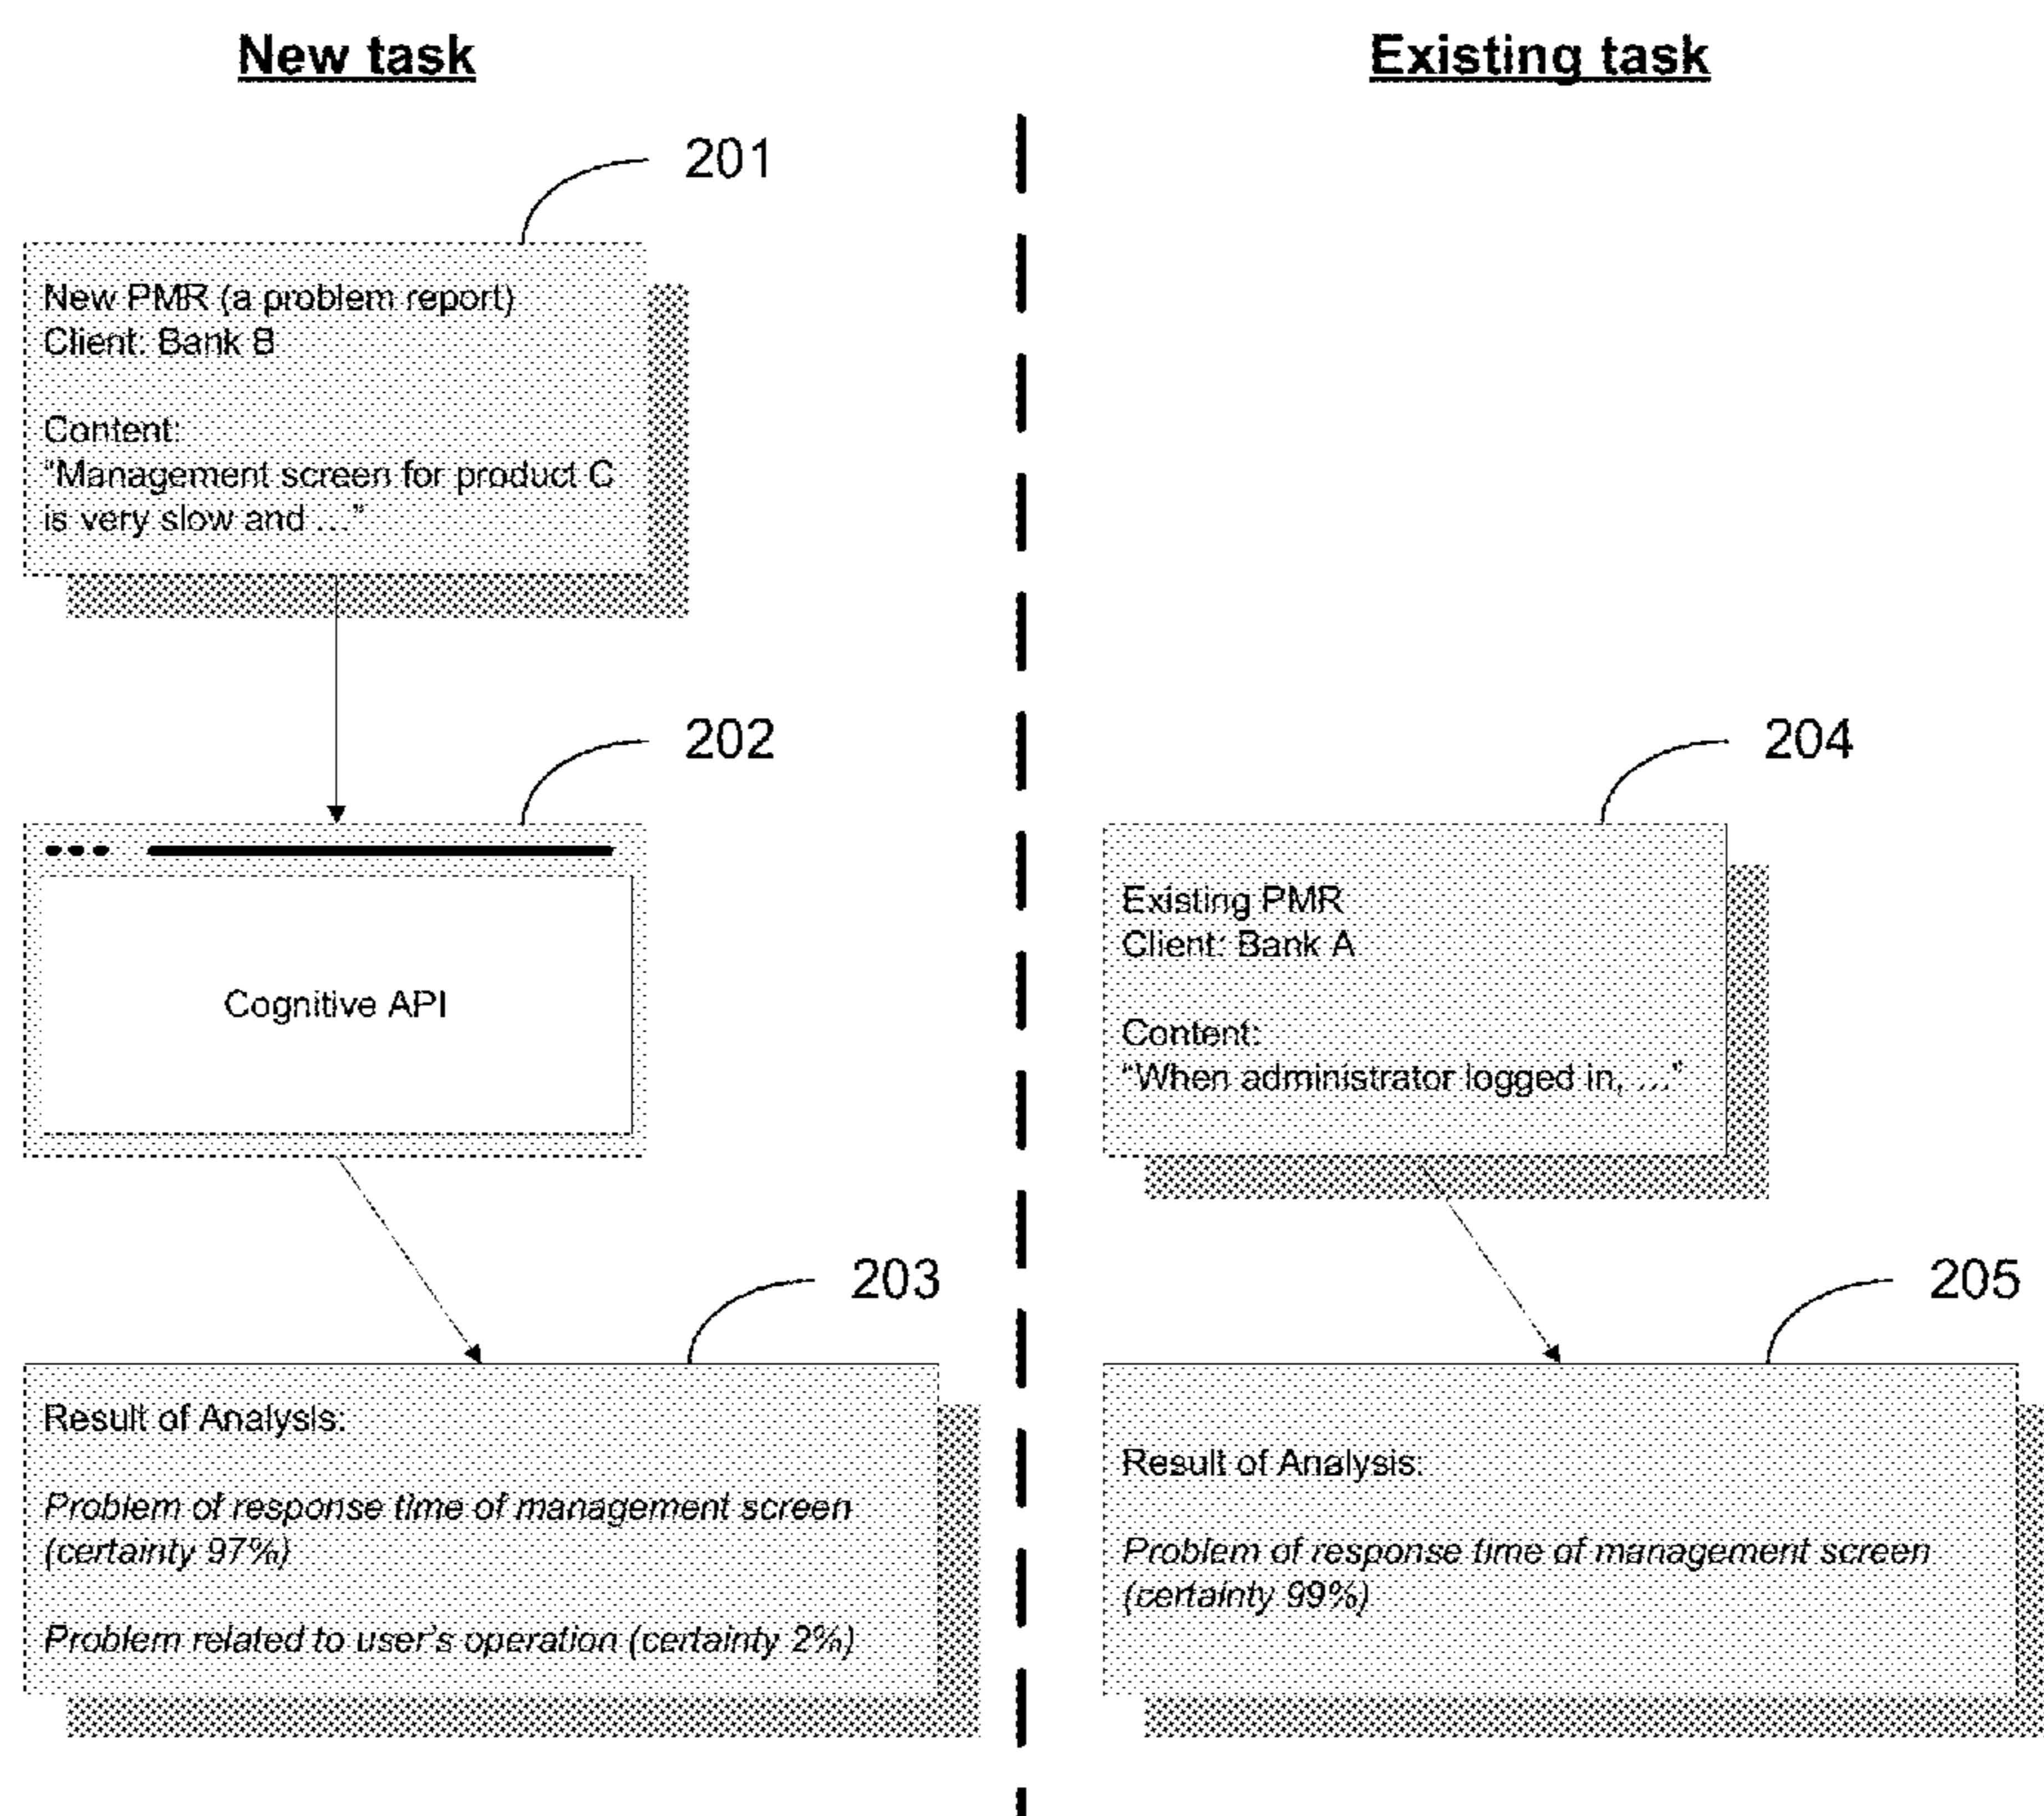 New task
201
New PMR (a problem report)
Client: Bank B
Content:
“Management screen for product C
is very slow and …”
202
Cognitive API
203
Result of Analysis:
Problem of response time of management screen
(certainty 97%)
Problem related to user's operation (certainty 2%)
Existing task
204
Existing PMR
Client: Bank A
Content:
“When administrator logged in, …”
205
Result of Analysis:
Problem of response time of management screen
(certainty 99%)